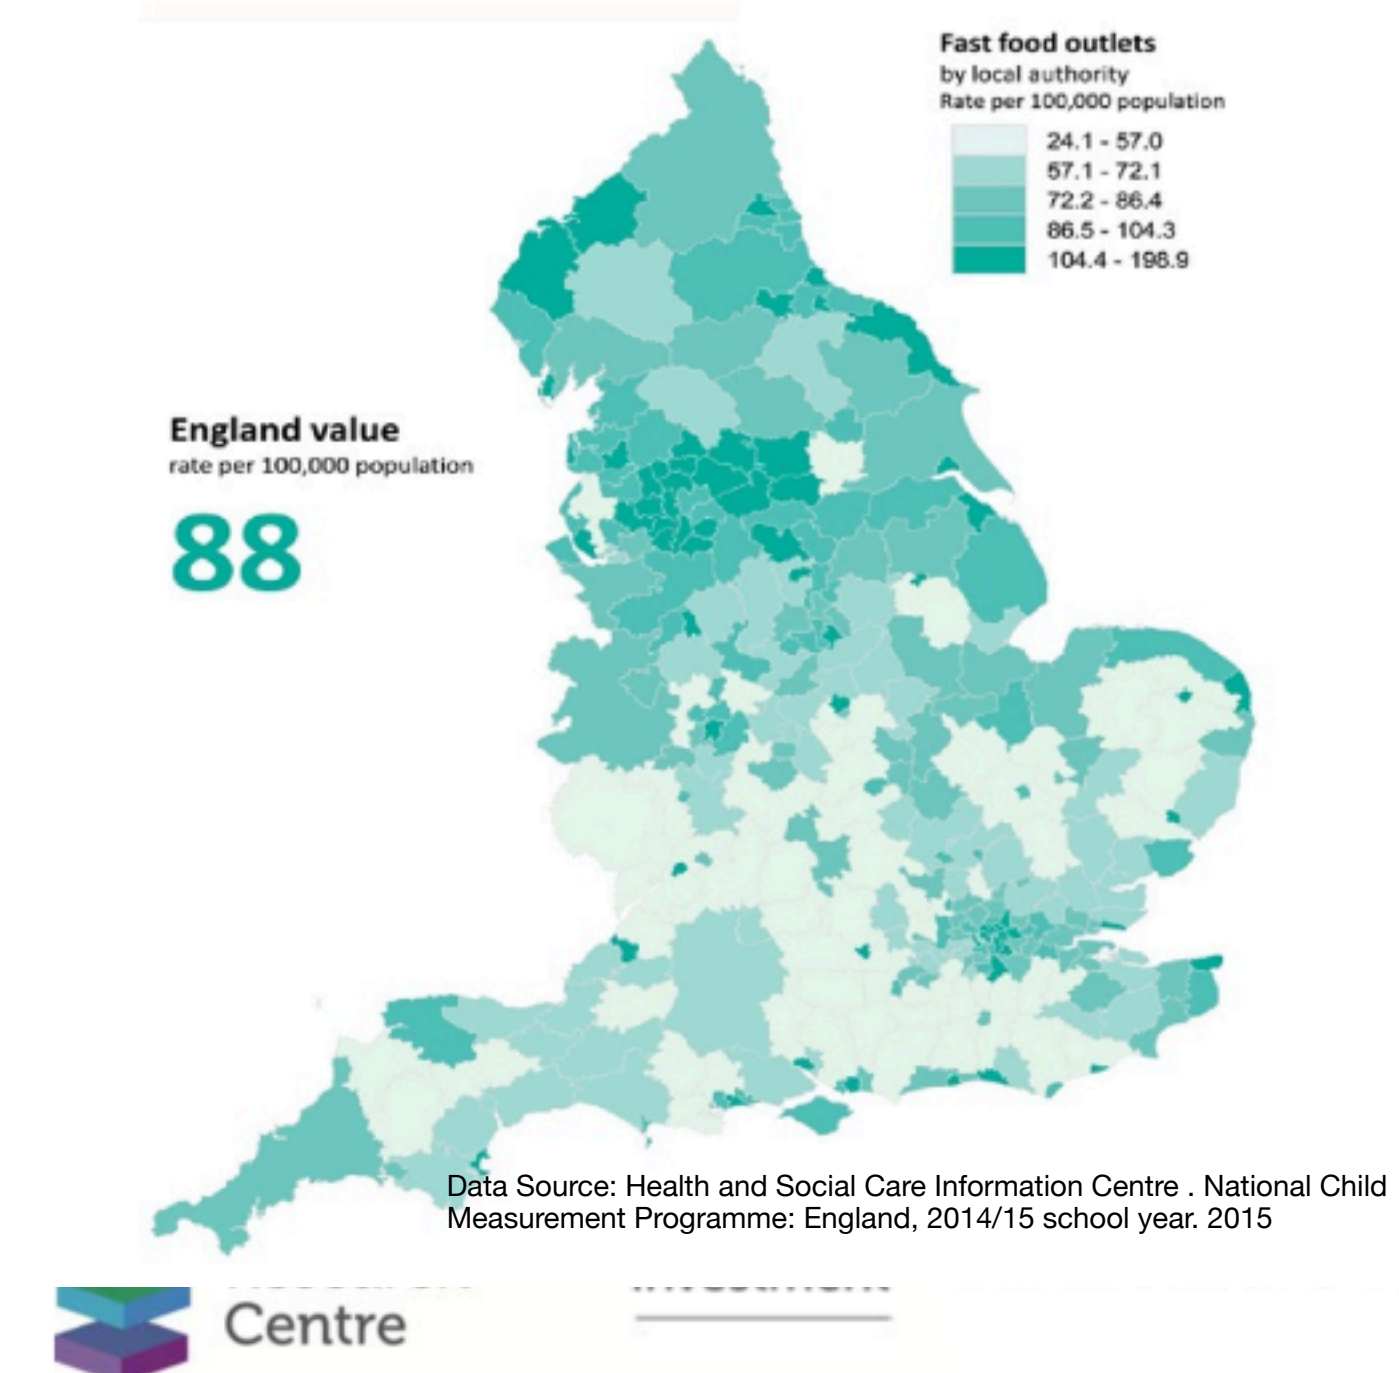 Fast food outlets
by local authority
Rate per 100,000 population
24.1 - 57.0
57.1 - 72.1
72.2 - 86.4
86.5 - 104.3
104.4 - 198.9
England value
rate per 100,000 population
88
Data Source: Health and Social Care Information Centre . National Child
Measurement Programme: England, 2014/15 school year. 2015
Centre